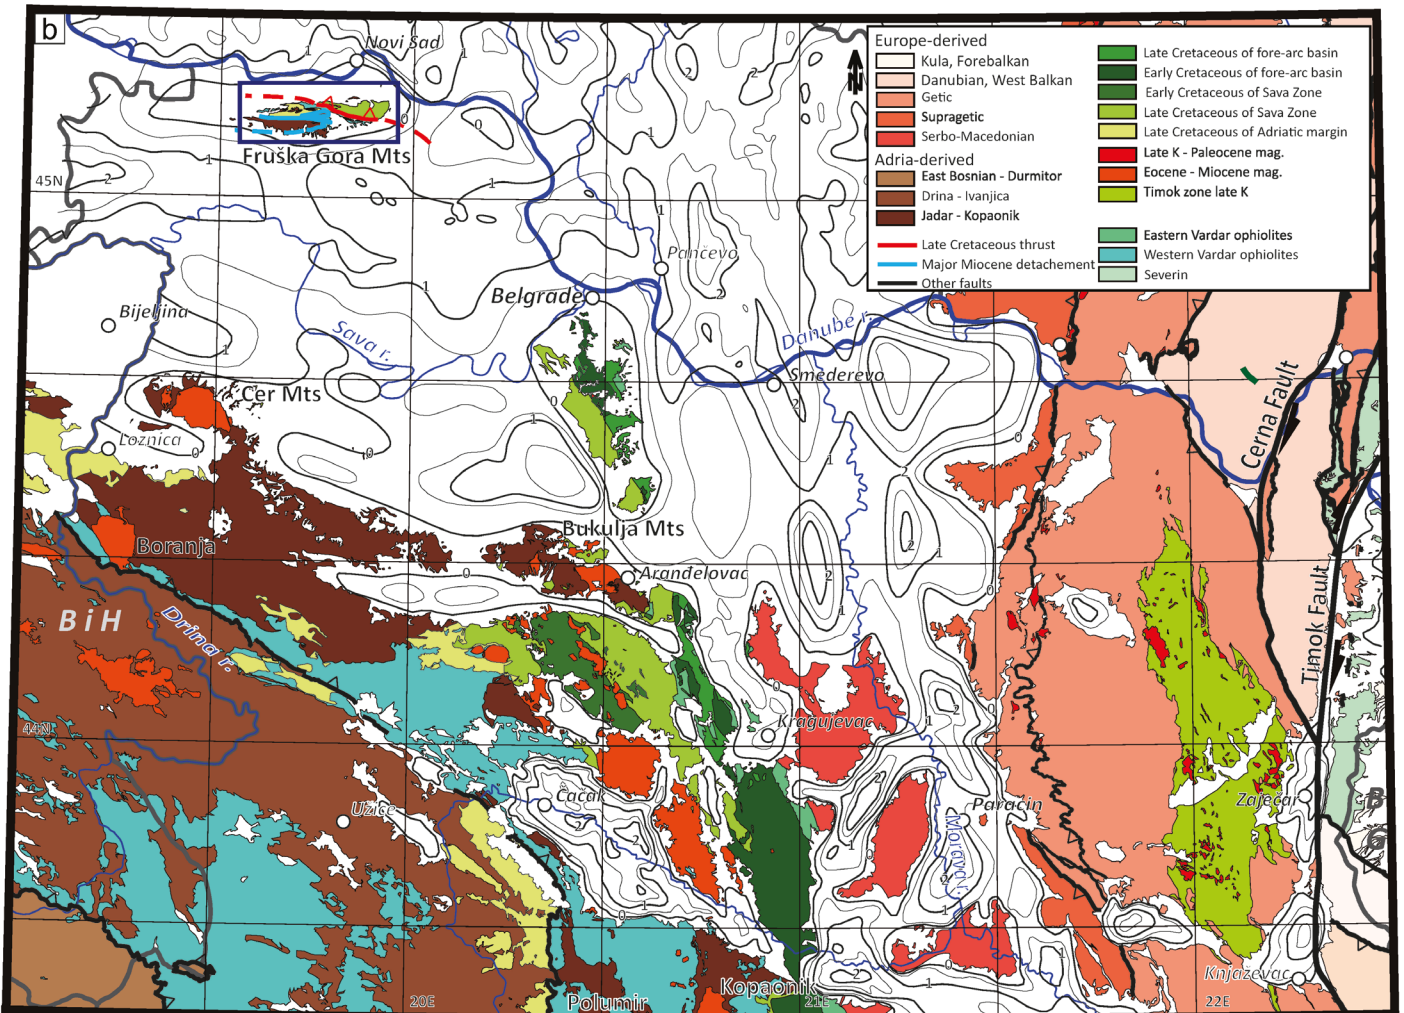 b
Novi Sad
Fruška Gora Mts
45N
Bijeljina
Belgrade
Pančevo
Sava r.
Danube r.
Smederevo
Cer Mts
Loznica
Bukulja Mts
Boranja
Aranđelovac
BiH
Drina r.
Kragujevac
44N
Užice
Čačak
Paraćin
Morava r.
Zaječar
Knjaževac
Kopaonik
Polumir
20E
21E
22E
Cerna Fault
Timok Fault
B
G
N
Europe-derived
Kula, Forebalkan
Danubian, West Balkan
Getic
Supragetic
Serbo-Macedonian
Adria-derived
East Bosnian - Durmitor
Drina - Ivanjica
Jadar - Kopaonik
Late Cretaceous thrust
Major Miocene detachement
Other faults
Late Cretaceous of fore-arc basin
Early Cretaceous of fore-arc basin
Early Cretaceous of Sava Zone
Late Cretaceous of Sava Zone
Late Cretaceous of Adriatic margin
Late K - Paleocene mag.
Eocene - Miocene mag.
Timok zone late K
Eastern Vardar ophiolites
Western Vardar ophiolites
Severin